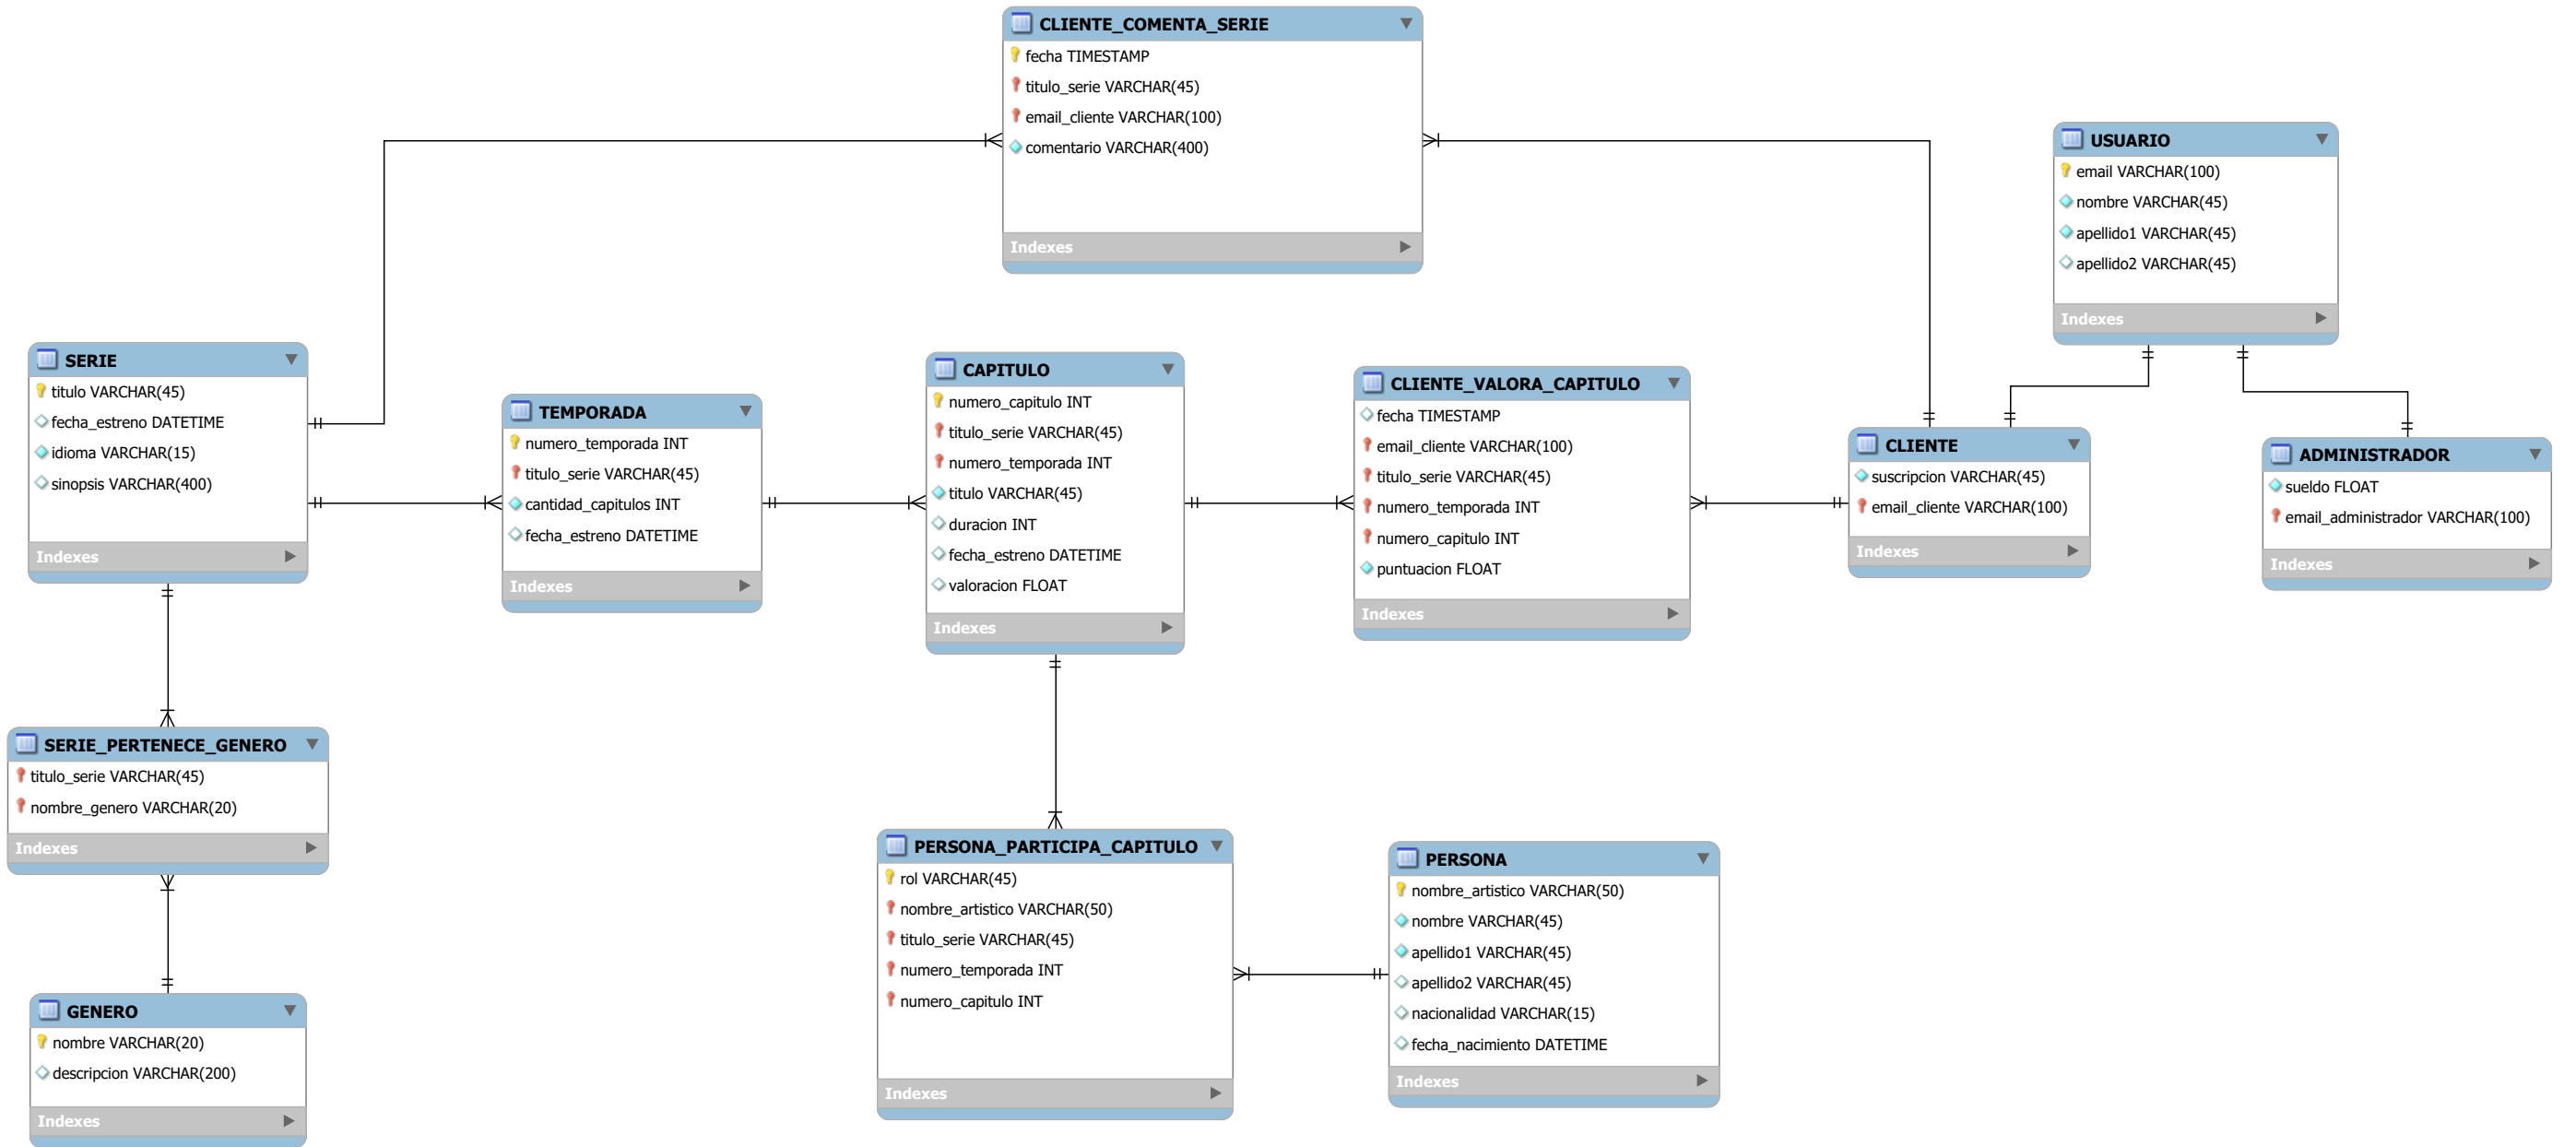 CLIENTE_COMENTA_SERIE
fecha TIMESTAMP
titulo_serie VARCHAR(45)
email_cliente VARCHAR(100)
comentario VARCHAR(400)
Indexes
USUARIO
email VARCHAR(100)
nombre VARCHAR(45)
apellido1 VARCHAR(45)
apellido2 VARCHAR(45)
Indexes
SERIE
titulo VARCHAR(45)
fecha_estreno DATETIME
idioma VARCHAR(15)
sinopsis VARCHAR(400)
Indexes
TEMPORADA
numero_temporada INT
titulo_serie VARCHAR(45)
cantidad_capitulos INT
fecha_estreno DATETIME
Indexes
CAPITULO
numero_capitulo INT
titulo_serie VARCHAR(45)
numero_temporada INT
titulo VARCHAR(45)
duracion INT
fecha_estreno DATETIME
valoracion FLOAT
Indexes
CLIENTE_VALORA_CAPITULO
fecha TIMESTAMP
email_cliente VARCHAR(100)
titulo_serie VARCHAR(45)
numero_temporada INT
numero_capitulo INT
puntuacion FLOAT
Indexes
CLIENTE
suscripcion VARCHAR(45)
email_cliente VARCHAR(100)
Indexes
ADMINISTRADOR
sueldo FLOAT
email_administrador VARCHAR(100)
Indexes
SERIE_PERTENECE_GENERO
titulo_serie VARCHAR(45)
nombre_genero VARCHAR(20)
Indexes
PERSONA_PARTICIPA_CAPITULO
rol VARCHAR(45)
nombre_artistico VARCHAR(50)
titulo_serie VARCHAR(45)
numero_temporada INT
numero_capitulo INT
Indexes
PERSONA
nombre_artistico VARCHAR(50)
nombre VARCHAR(45)
apellido1 VARCHAR(45)
apellido2 VARCHAR(45)
nacionalidad VARCHAR(15)
fecha_nacimiento DATETIME
Indexes
GENERO
nombre VARCHAR(20)
descripcion VARCHAR(200)
Indexes